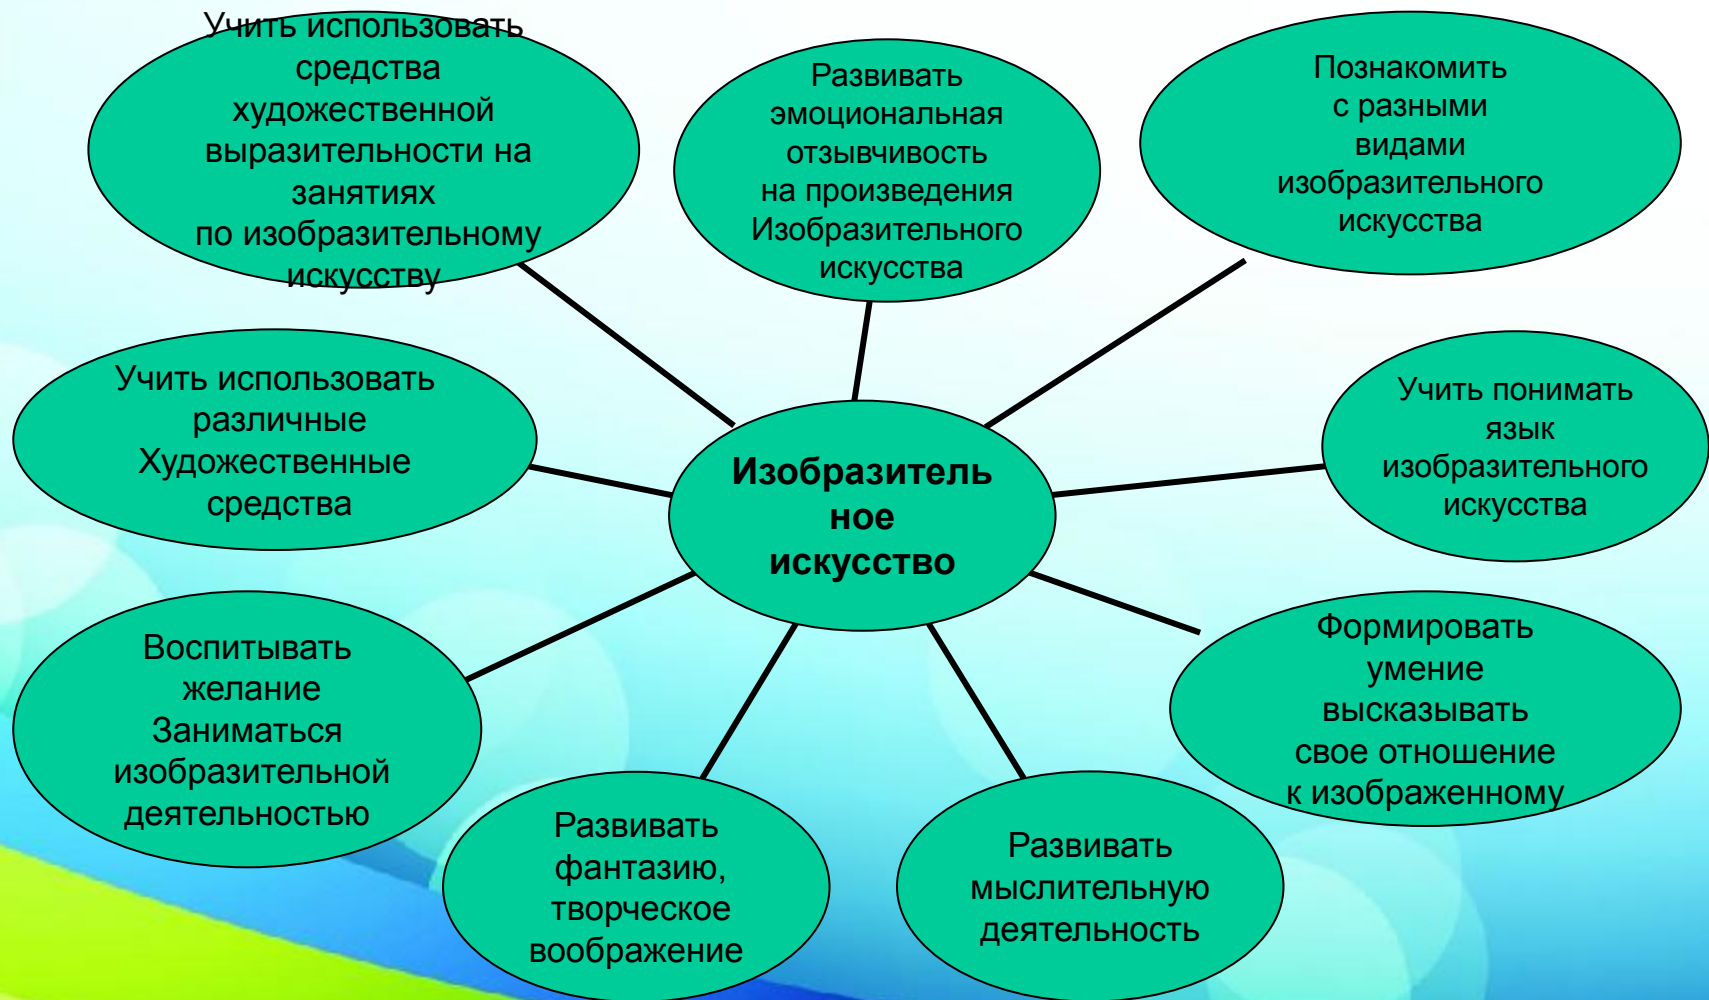 Учить использовать
средства
художественной
выразительности на
занятиях
по изобразительному
искусству
Развивать
эмоциональная
отзывчивость
на произведения
Изобразительного
искусства
Познакомить
с разными
видами
изобразительного
искусства
Учить использовать
различные
Художественные
средства
Изобразитель
ное
искусство
Учить понимать
язык
изобразительного
искусства
Воспитывать
желание
Заниматься
изобразительной
деятельностью
Формировать
умение
высказывать
свое отношение
к изображенному
Развивать
фантазию,
творческое
воображение
Развивать
мыслительную
деятельность